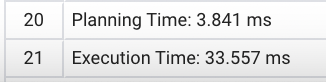 20 Planning Time: 3.841 ms
21 Execution Time: 33.557 ms